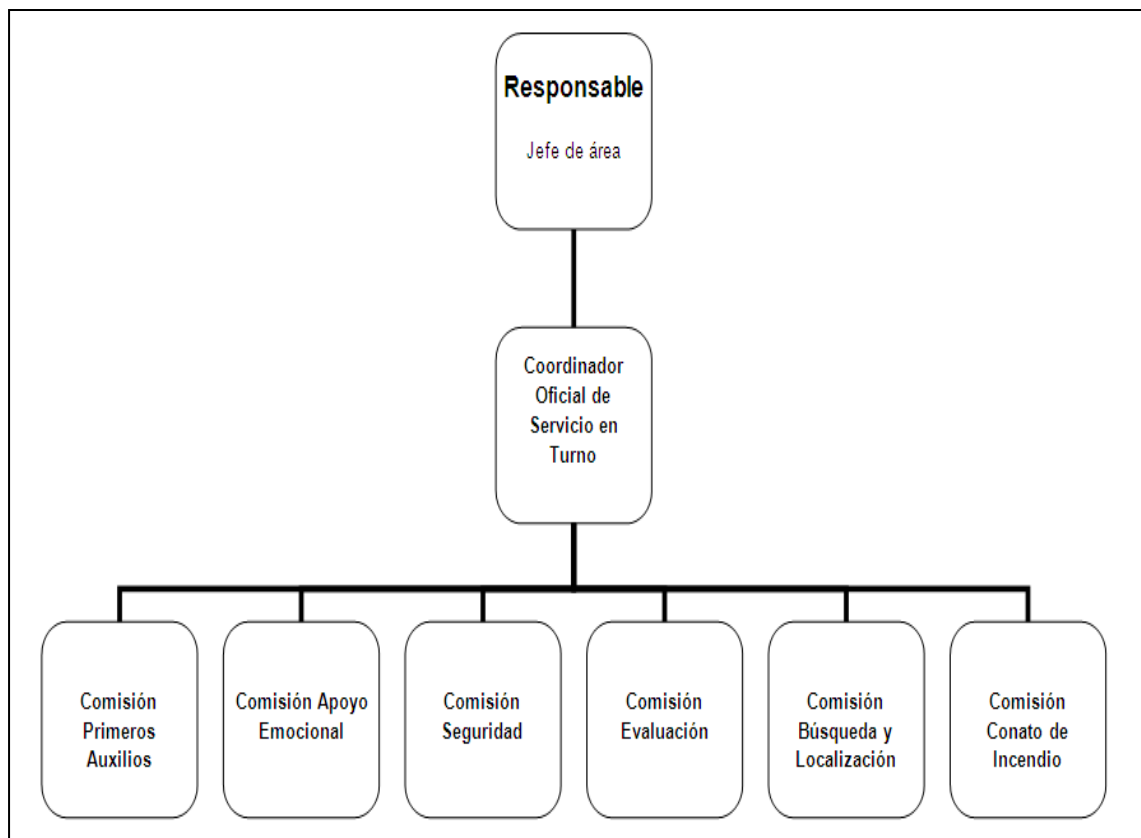 Responsable
Jefe de área
Coordinador
Oficial de
Servicio en
Turno
Comisión
Primeros
Auxilios
Comisión Apoyo
Emocional
Comisión
Seguridad
Comisión
Evaluación
Comisión
Búsqueda y
Localización
Comisión
Conato de
Incendio